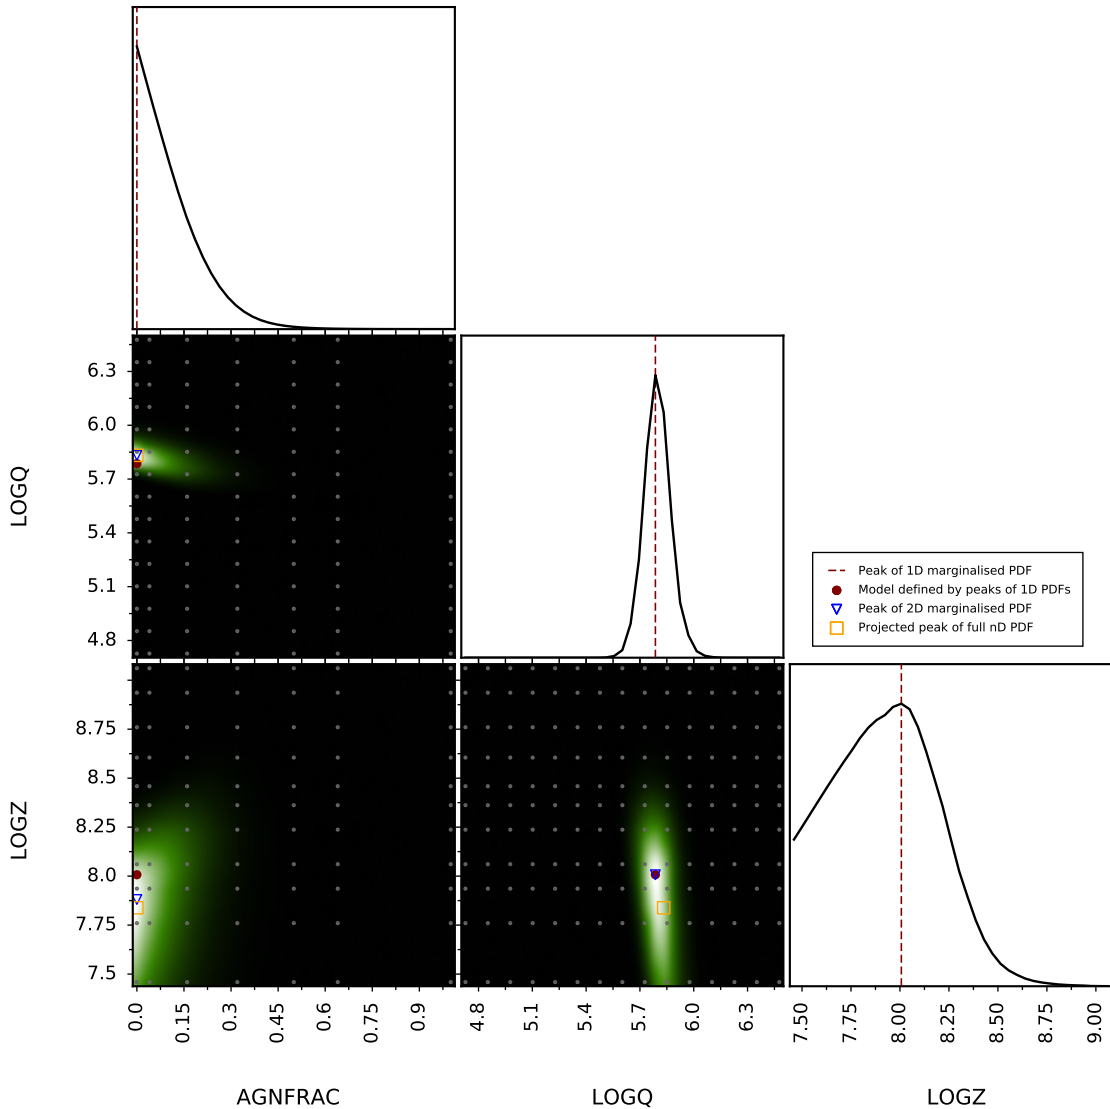 6.3
6.0
5.7
5.4
5.1
4.8
LOGQ
Peak of 1D marginalised PDF
Model defined by peaks of 1D PDFs
Peak of 2D marginalised PDF
Projected peak of full nD PDF
8.75
8.5
8.25
8.0
7.75
7.5
LOGZ
0.0 0.15 0.3 0.45 0.6 0.75 0.9
4.8 5.1 5.4 5.7 6.0 6.3
7.50 7.75 8.00 8.25 8.50 8.75 9.00
AGNFRAC
LOGQ
LOGZ